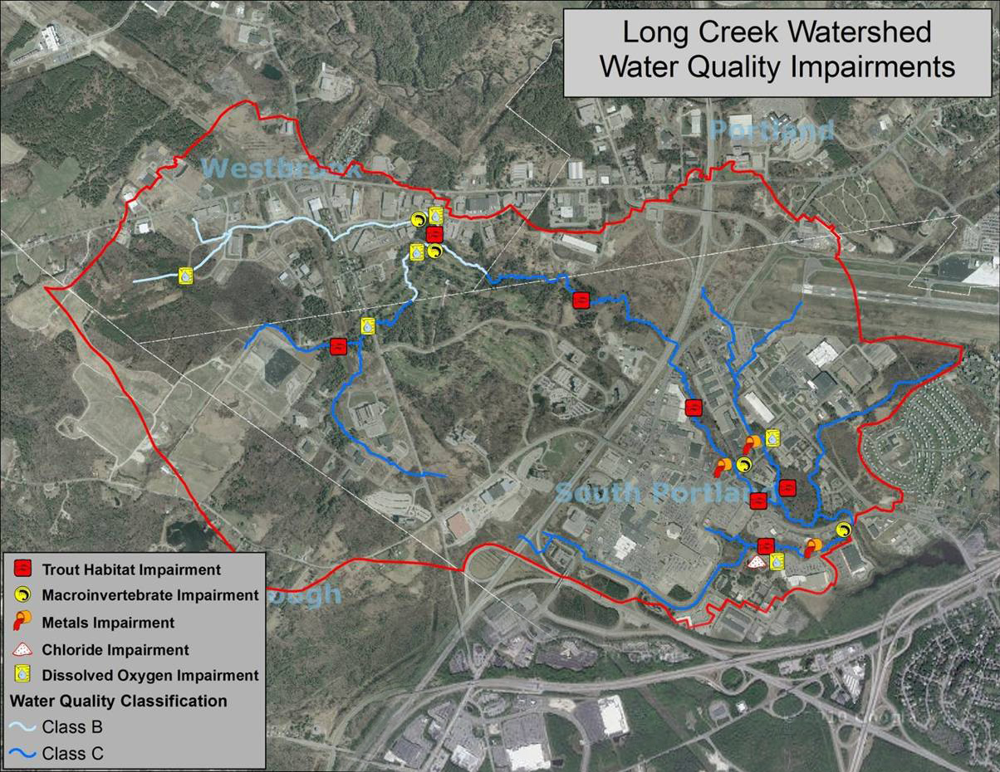 Long Creek Watershed
Water Quality Impairments
Portland
Westbrook
South Portland
ough
Trout Habitat Impairment
Macroinvertebrate Impairment
Metals Impairment
Chloride Impairment
Dissolved Oxygen Impairment
Water Quality Classification
Class B
Class C